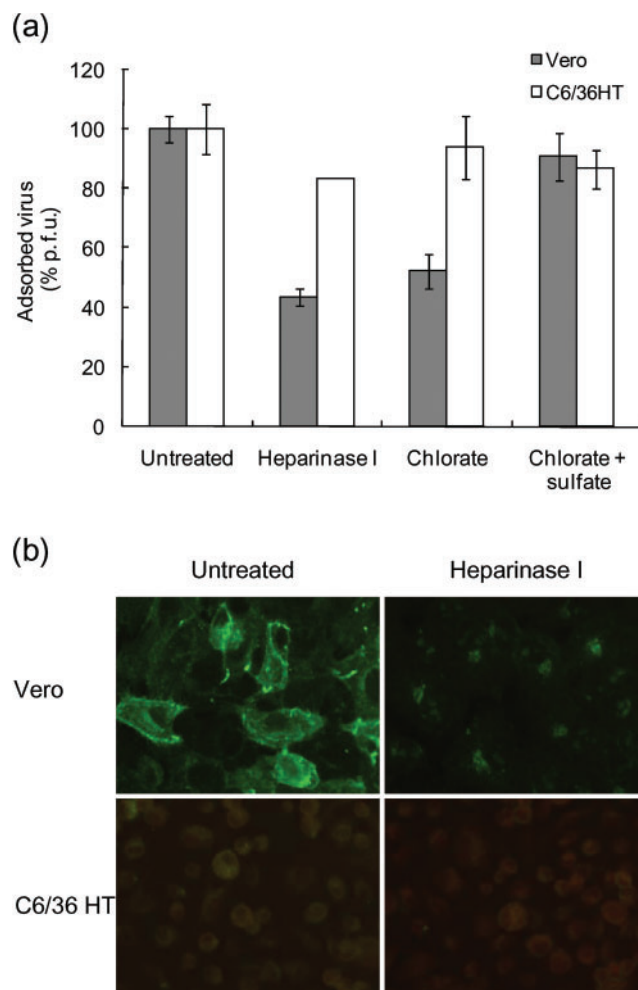 (a)
Vero
C6/36HT
120
100
80
60
40
20
0
Adsorbed virus
(% p.f.u.)
Untreated
Heparinase I
Chlorate
Chlorate +
sulfate
(b)
Untreated
Heparinase I
Vero
C6/36 HT